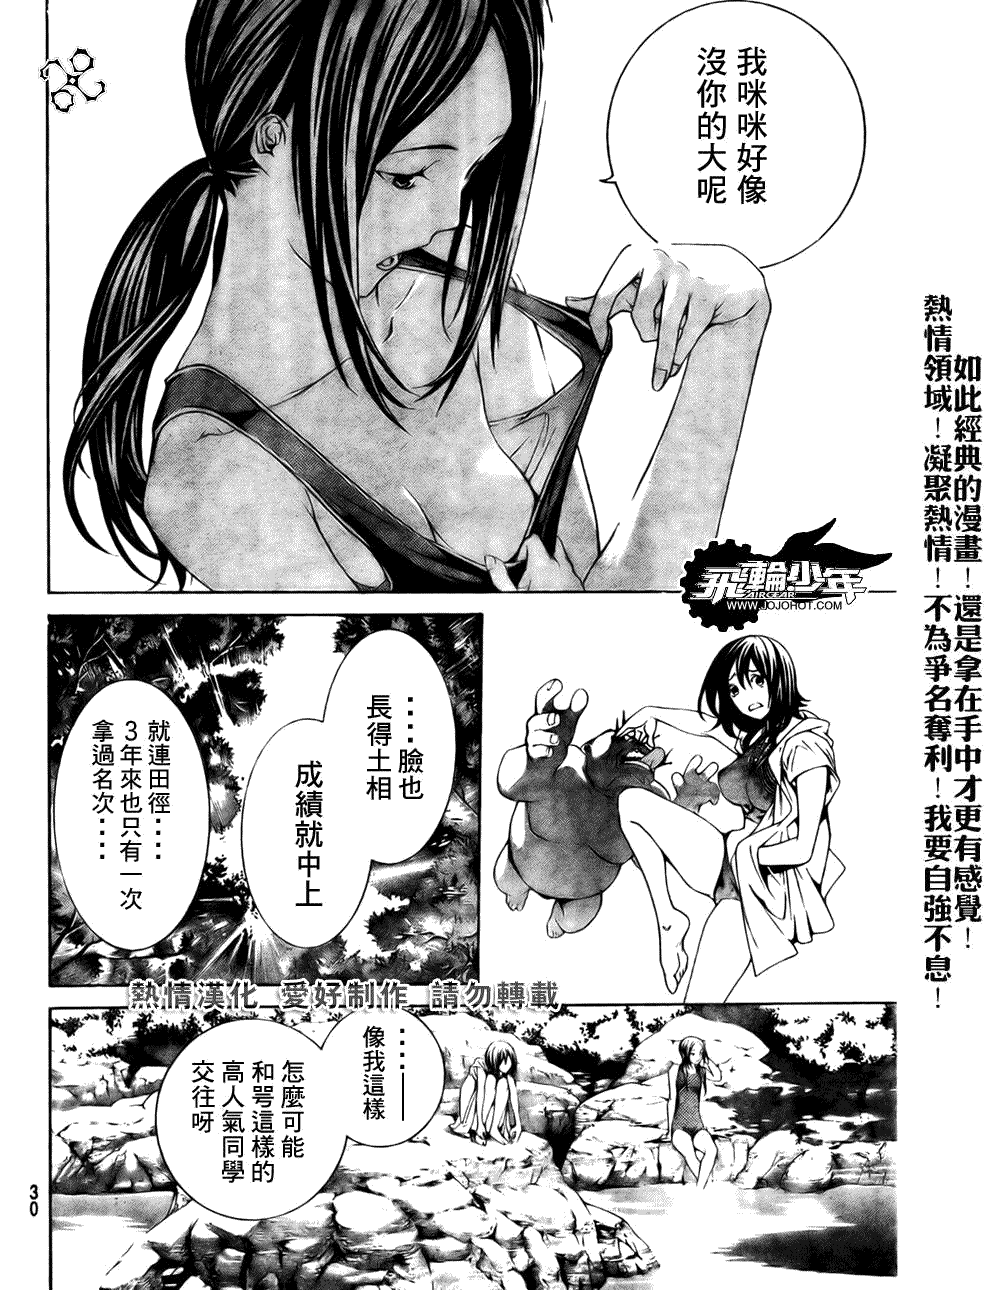 我咪咪好像
沒你的大呢
如此經典的漫畫！還是拿在手中才更有感覺！
熱情領域！凝聚熱情！不為爭名奪利！我要自強不息！
飛輪少年
AIRGEAR
WWW.JOJOHOT.COM
‥‥臉也
長得土相
成績就中上
就連田徑‥‥
3年來也只有一次
拿過名次‥‥
熱情漢化 愛好制作 請勿轉載
‥‥——
像我這樣
怎麼可能
和咢這樣的
高人氣同學
交往呀
30